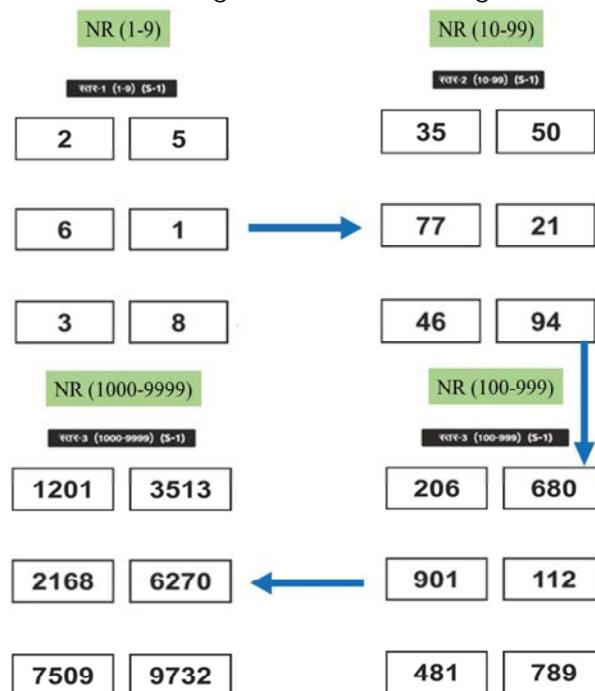 NR (1-9)
स्तर-1 (1-9) (S-1)
2 5
6 1
3 8
NR (10-99)
स्तर-2 (10-99) (S-1)
35 50
77 21
46 94
NR (100-999)
स्तर-3 (100-999) (S-1)
206 680
901 112
481 789
NR (1000-9999)
स्तर-3 (1000-9999) (S-1)
1201 3513
2168 6270
7509 9732